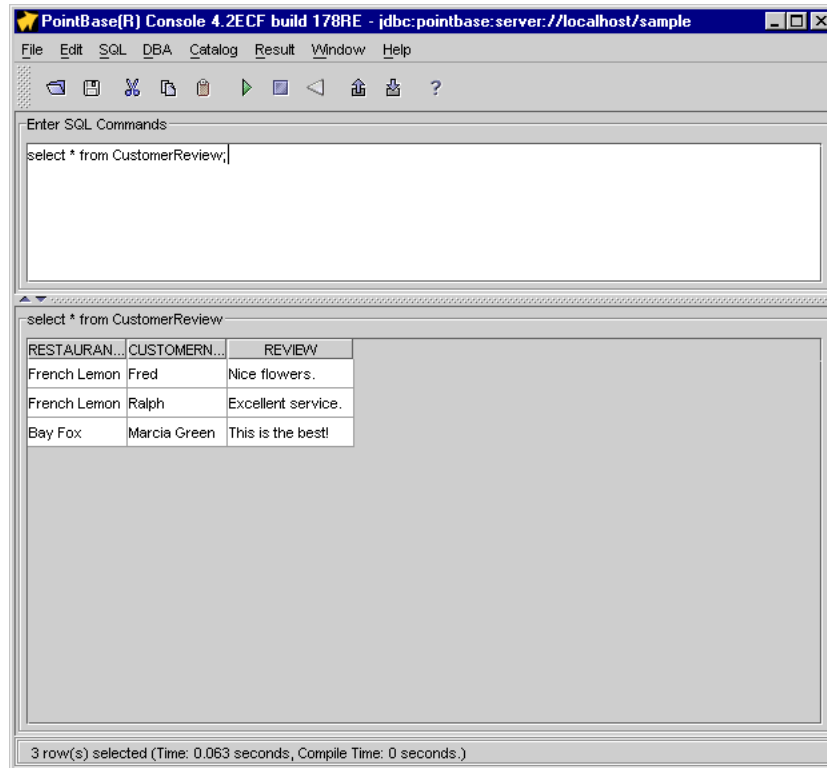 PointBase(R) Console 4.2ECF build 178RE - jdbc:pointbase:server://localhost/sample
File Edit SQL DBA Catalog Result Window Help
?
Enter SQL Commands
select * from CustomerReview;
select * from CustomerReview
RESTAURAN... CUSTOMERN... REVIEW
French Lemon Fred Nice flowers.
French Lemon Ralph Excellent service.
Bay Fox Marcia Green This is the best!
3 row(s) selected (Time: 0.063 seconds, Compile Time: 0 seconds.)